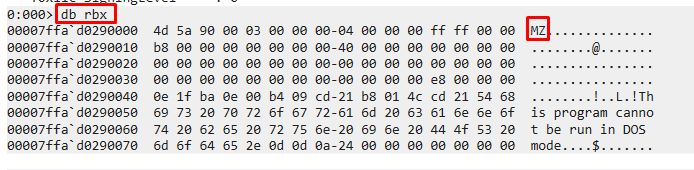 0:000> db rbx
00007ffa`d0290000  4d 5a 90 00 03 00 00 00-04 00 00 00 ff ff 00 00  MZ..............
00007ffa`d0290010  b8 00 00 00 00 00 00 00-40 00 00 00 00 00 00 00  ........@.......
00007ffa`d0290020  00 00 00 00 00 00 00 00-00 00 00 00 00 00 00 00  ................
00007ffa`d0290030  00 00 00 00 00 00 00 00-00 00 00 00 e8 00 00 00  ................
00007ffa`d0290040  0e 1f ba 0e 00 b4 09 cd-21 b8 01 4c cd 21 54 68  ........!..L.!Th
00007ffa`d0290050  69 73 20 70 72 6f 67 72-61 6d 20 63 61 6e 6e 6f  is program canno
00007ffa`d0290060  74 20 62 65 20 72 75 6e-20 69 6e 20 44 4f 53 20  t be run in DOS
00007ffa`d0290070  6d 6f 64 65 2e 0d 0d 0a-24 00 00 00 00 00 00 00  mode....$.......